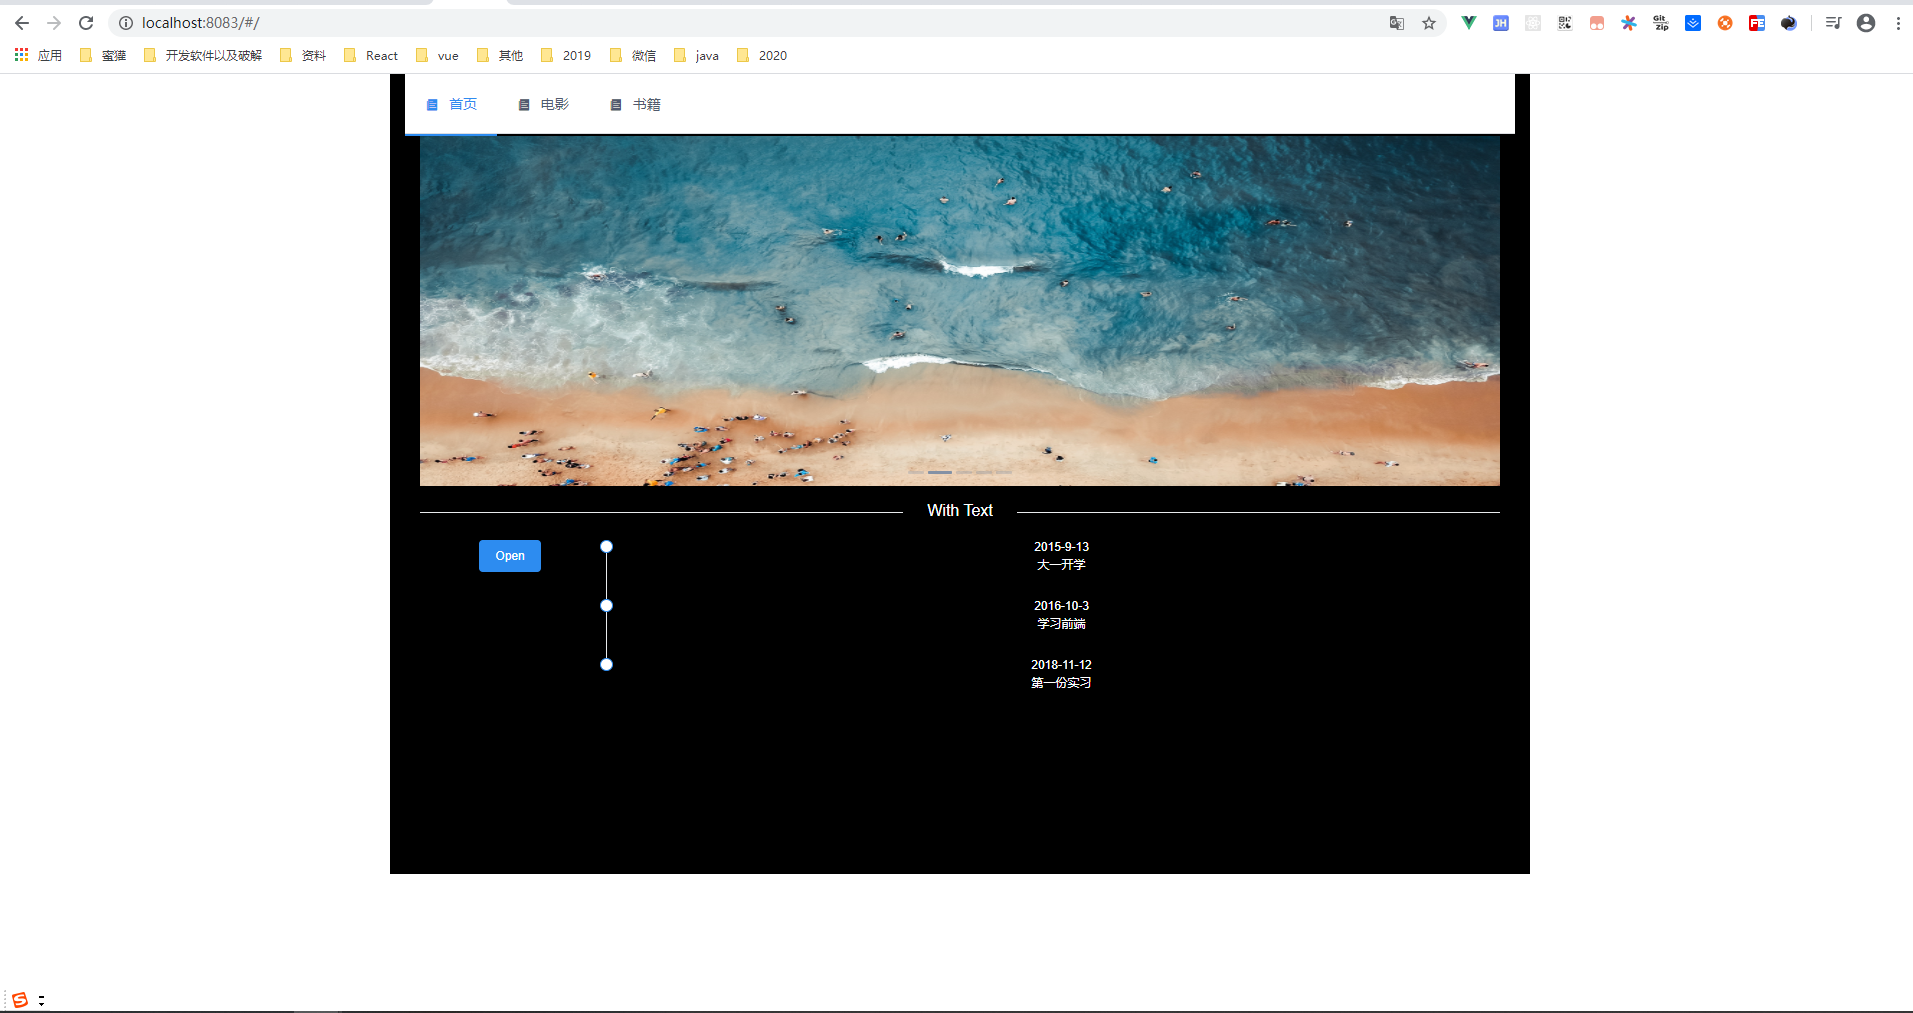 localhost:8083/#/
应用 蜜獾 开发软件以及破解 资料 React vue 其他 2019 微信 java 2020
首页 电影 书籍
With Text
Open
2015-9-13
大一开学
2016-10-3
学习前端
2018-11-12
第一份实习